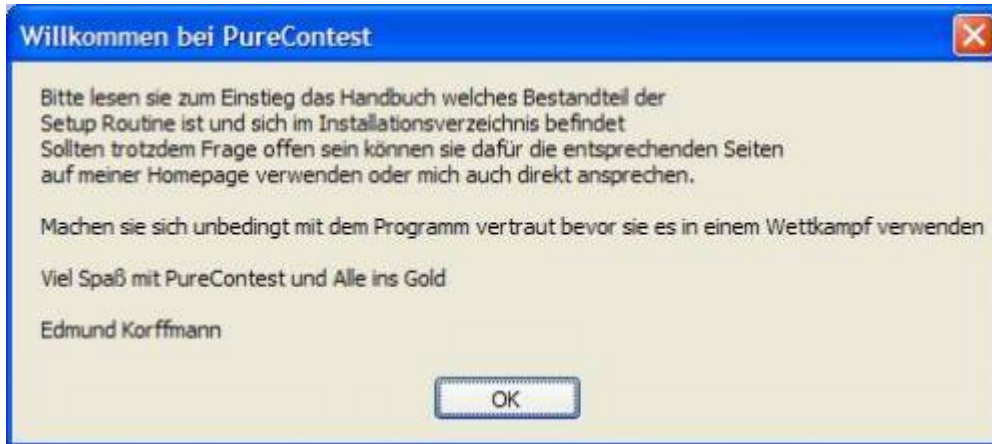 Willkommen bei PureContest
Bitte lesen sie zum Einstieg das Handbuch welches Bestandteil der
Setup Routine ist und sich im Installationsverzeichnis befindet
Sollten trotzdem Frage offen sein können sie dafür die entsprechenden Seiten
auf meiner Homepage verwenden oder mich auch direkt ansprechen.
Machen sie sich unbedingt mit dem Programm vertraut bevor sie es in einem Wettkampf verwenden
Viel Spaß mit PureContest und Alle ins Gold
Edmund Korffmann
OK